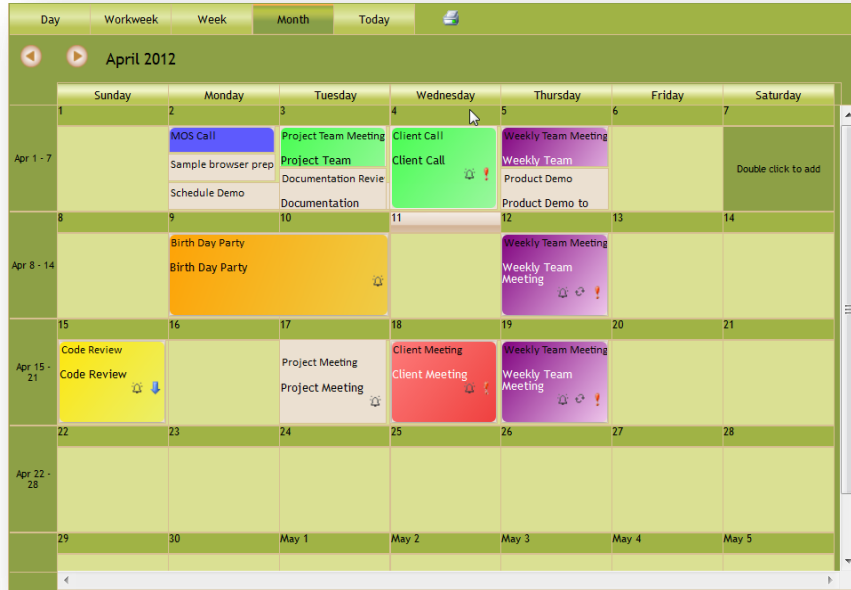 Day Workweek Week Month Today
April 2012
Sunday Monday Tuesday Wednesday Thursday Friday Saturday
1 2 3 4 5 6 7
Apr 1 - 7
MOS Call
Sample browser prep
Schedule Demo
Project Team Meeting
Project Team
Documentation Revie
Documentation
Client Call
Client Call
Weekly Team Meeting
Weekly Team
Product Demo
Product Demo to
Double click to add
8 9 10 11 12 13 14
Apr 8 - 14
Birth Day Party
Birth Day Party
Weekly Team Meeting
Weekly Team
Meeting
15 16 17 18 19 20 21
Apr 15 -
21
Code Review
Code Review
Project Meeting
Project Meeting
Client Meeting
Client Meeting
Weekly Team Meeting
Weekly Team
Meeting
22 23 24 25 26 27 28
Apr 22 -
28
29 30 May 1 May 2 May 3 May 4 May 5